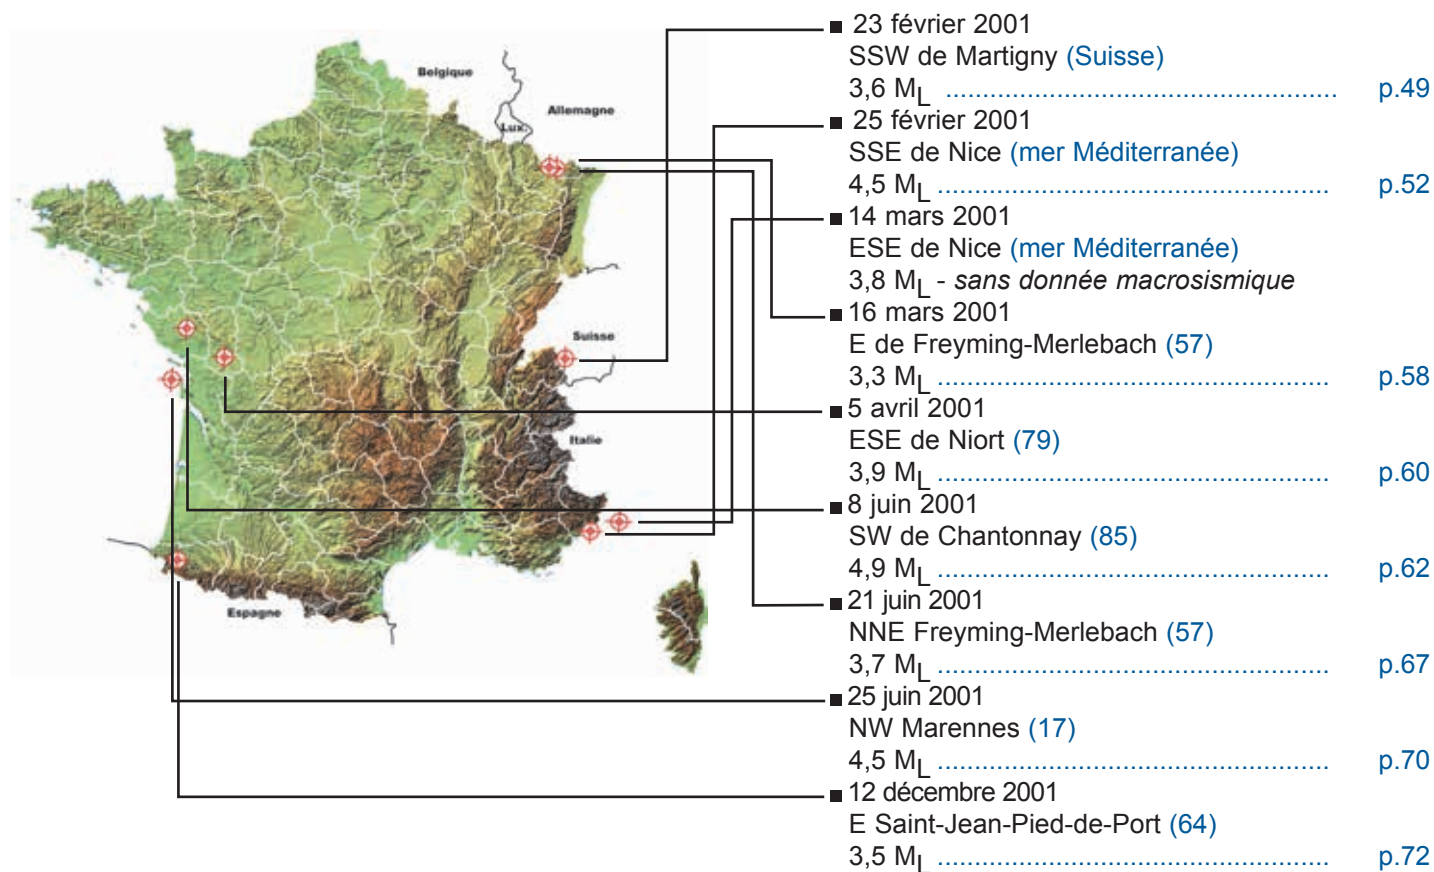 Belgique
Allemagne
Lux.
Suisse
Italie
Espagne
■ 23 février 2001
SSW de Martigny (Suisse)
3,6 ML ..................................................... p.49
■ 25 février 2001
SSE de Nice (mer Méditerranée)
4,5 ML ..................................................... p.52
■ 14 mars 2001
ESE de Nice (mer Méditerranée)
3,8 ML - sans donnée macrosismique
■ 16 mars 2001
E de Freyming-Merlebach (57)
3,3 ML ..................................................... p.58
■ 5 avril 2001
ESE de Niort (79)
3,9 ML ..................................................... p.60
■ 8 juin 2001
SW de Chantonnay (85)
4,9 ML ..................................................... p.62
■ 21 juin 2001
NNE Freyming-Merlebach (57)
3,7 ML ..................................................... p.67
■ 25 juin 2001
NW Marennes (17)
4,5 ML ..................................................... p.70
■ 12 décembre 2001
E Saint-Jean-Pied-de-Port (64)
3,5 ML ..................................................... p.72